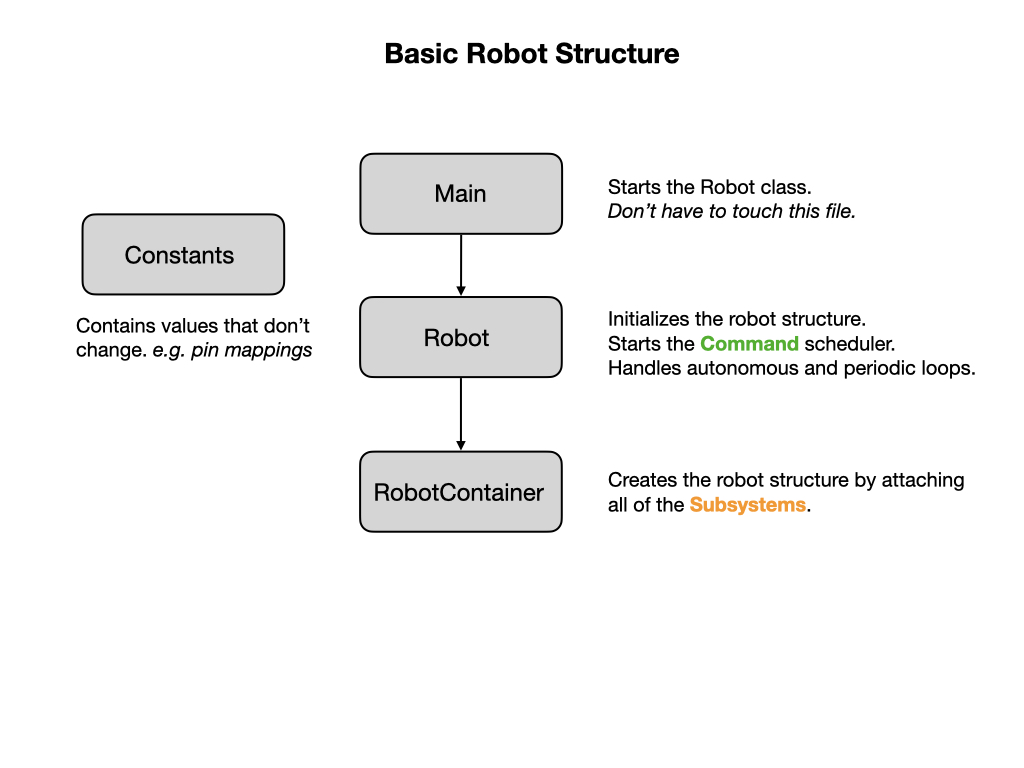 Basic Robot Structure
Main
Starts the Robot class.
Don’t have to touch this file.
Constants
Contains values that don’t
change. e.g. pin mappings
Robot
Initializes the robot structure.
Starts the Command scheduler.
Handles autonomous and periodic loops.
RobotContainer
Creates the robot structure by attaching
all of the Subsystems.